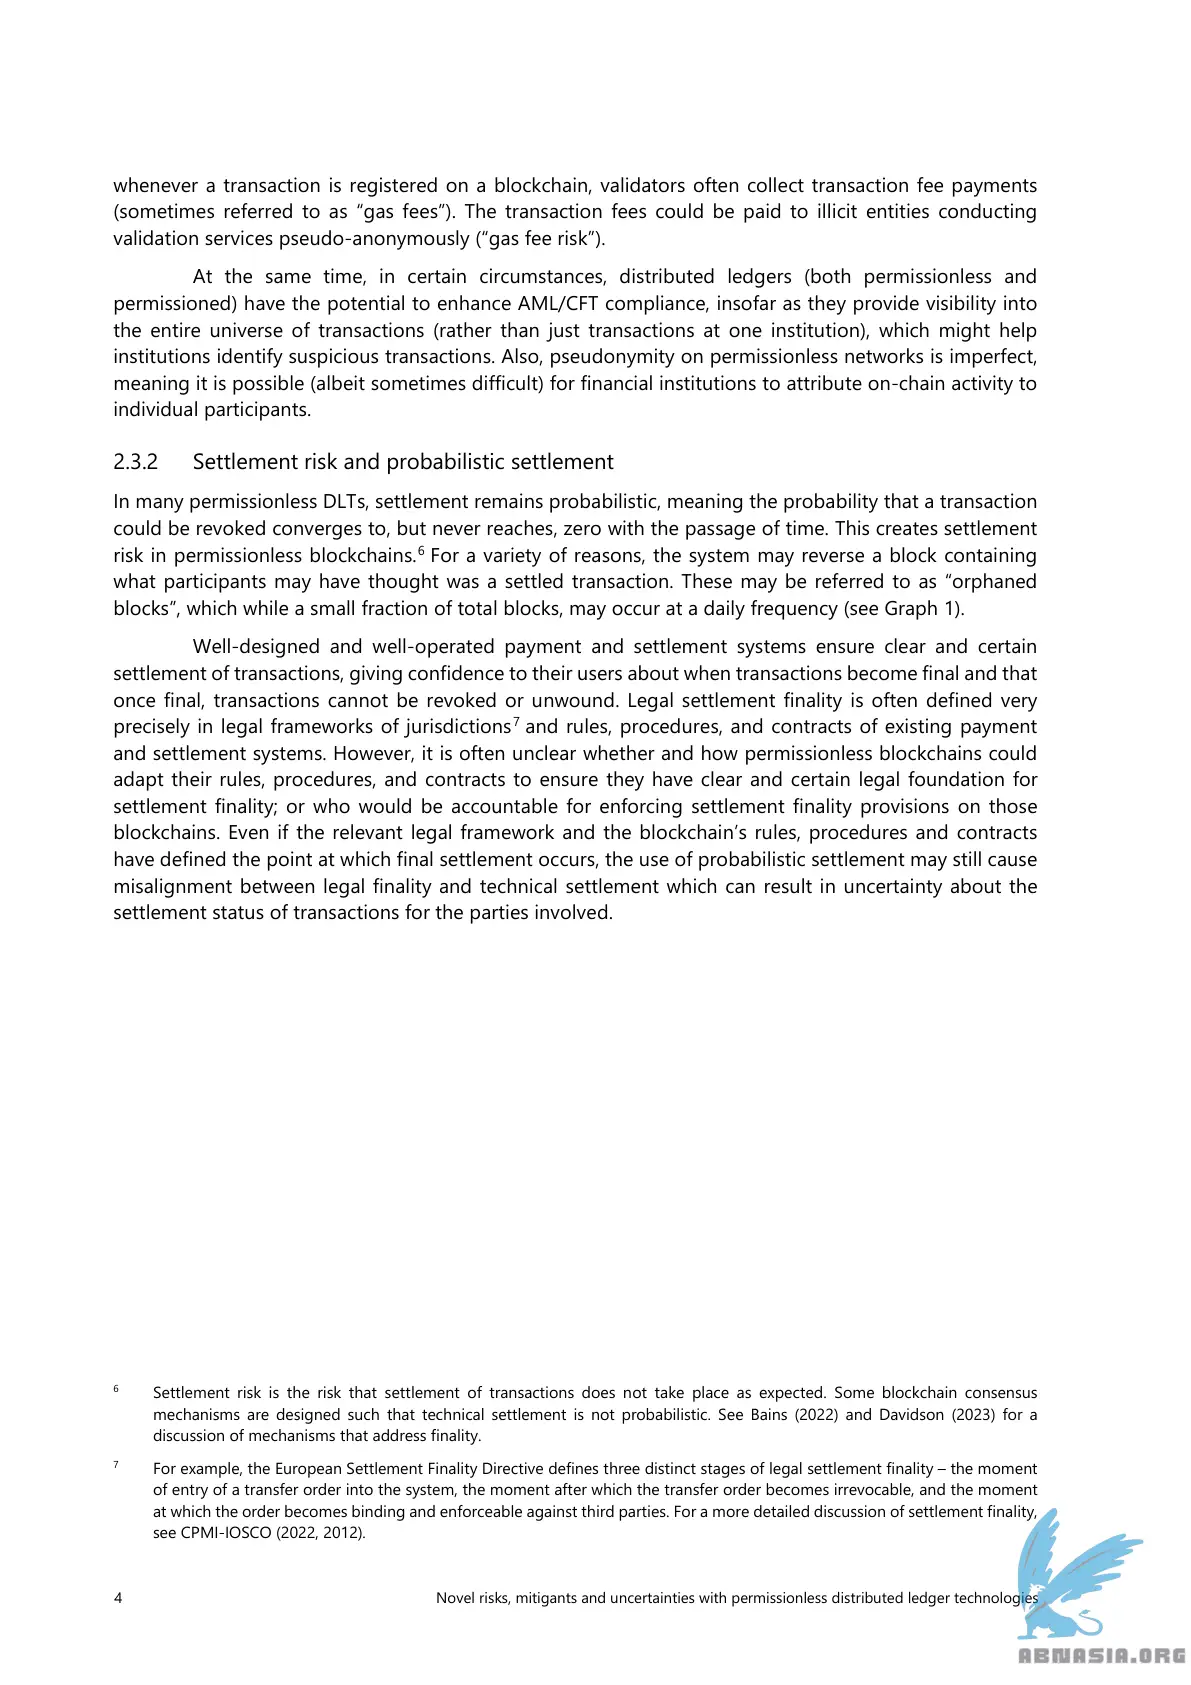 whenever a transaction is registered on a blockchain, validators often collect transaction fee payments
(sometimes referred to as “gas fees”). The transaction fees could be paid to illicit entities conducting
validation services pseudo-anonymously (“gas fee risk”).
At the same time, in certain circumstances, distributed ledgers (both permissionless and
permissioned) have the potential to enhance AML/CFT compliance, insofar as they provide visibility into
the entire universe of transactions (rather than just transactions at one institution), which might help
institutions identify suspicious transactions. Also, pseudonymity on permissionless networks is imperfect,
meaning it is possible (albeit sometimes difficult) for financial institutions to attribute on-chain activity to
individual participants.
2.3.2 Settlement risk and probabilistic settlement
In many permissionless DLTs, settlement remains probabilistic, meaning the probability that a transaction
could be revoked converges to, but never reaches, zero with the passage of time. This creates settlement
risk in permissionless blockchains.6 For a variety of reasons, the system may reverse a block containing
what participants may have thought was a settled transaction. These may be referred to as “orphaned
blocks”, which while a small fraction of total blocks, may occur at a daily frequency (see Graph 1).
Well-designed and well-operated payment and settlement systems ensure clear and certain
settlement of transactions, giving confidence to their users about when transactions become final and that
once final, transactions cannot be revoked or unwound. Legal settlement finality is often defined very
precisely in legal frameworks of jurisdictions7 and rules, procedures, and contracts of existing payment
and settlement systems. However, it is often unclear whether and how permissionless blockchains could
adapt their rules, procedures, and contracts to ensure they have clear and certain legal foundation for
settlement finality; or who would be accountable for enforcing settlement finality provisions on those
blockchains. Even if the relevant legal framework and the blockchain’s rules, procedures and contracts
have defined the point at which final settlement occurs, the use of probabilistic settlement may still cause
misalignment between legal finality and technical settlement which can result in uncertainty about the
settlement status of transactions for the parties involved.
6 Settlement risk is the risk that settlement of transactions does not take place as expected. Some blockchain consensus
mechanisms are designed such that technical settlement is not probabilistic. See Bains (2022) and Davidson (2023) for a
discussion of mechanisms that address finality.
7 For example, the European Settlement Finality Directive defines three distinct stages of legal settlement finality – the moment
of entry of a transfer order into the system, the moment after which the transfer order becomes irrevocable, and the moment
at which the order becomes binding and enforceable against third parties. For a more detailed discussion of settlement finality,
see CPMI-IOSCO (2022, 2012).
4 Novel risks, mitigants and uncertainties with permissionless distributed ledger technologies
ABNASIA.ORG